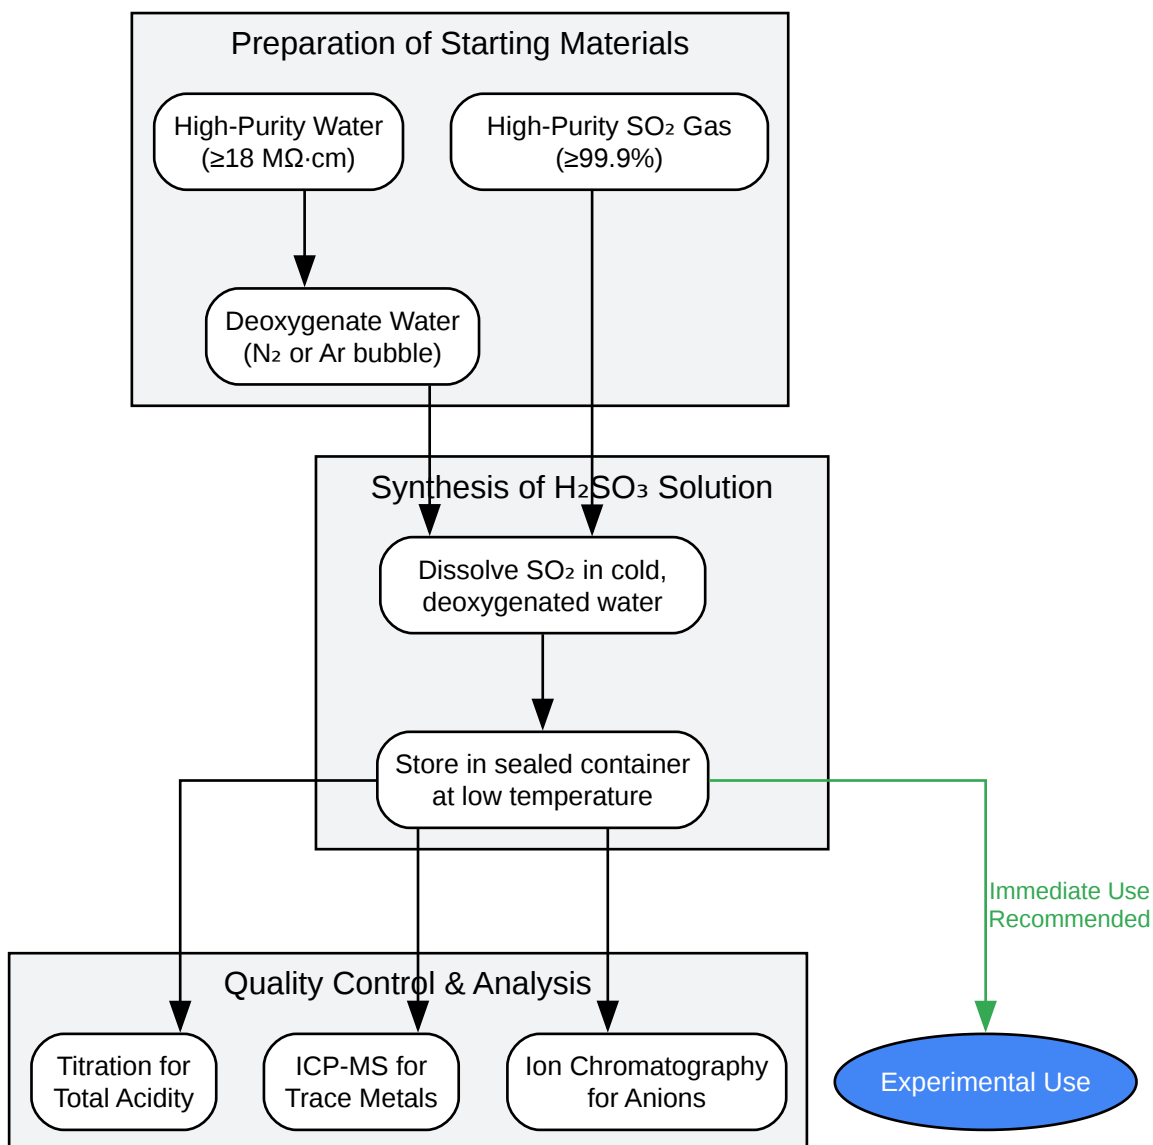 Preparation of Starting Materials
High-Purity Water
(≥18 MΩ·cm)
High-Purity SO₂ Gas
(≥99.9%)
Deoxygenate Water
(N₂ or Ar bubble)
Synthesis of H₂SO₃ Solution
Dissolve SO₂ in cold,
deoxygenated water
Store in sealed container
at low temperature
Immediate Use
Recommended
Quality Control & Analysis
Titration for
Total Acidity
ICP-MS for
Trace Metals
Ion Chromatography
for Anions
Experimental Use